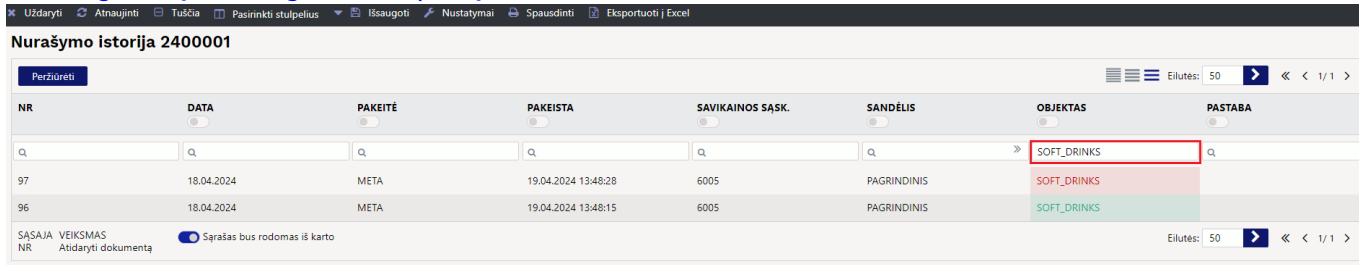 Uždaryti Atnaujinti Tuščia Pasirinkti stulpelius Išsaugoti Nustatymai Spausdinti Eksportuoti į Excel
Nurašymo istorija 2400001
Peržiūrėti Eilutės: 50 1/1
NR DATA PAKEITĖ PAKEISTA SAVIKAINOS SĄSK. SANDĖLIS OBJEKTAS PASTABA
SOFT_DRINKS
97 18.04.2024 META 19.04.2024 13:48:28 6005 PAGRINDINIS SOFT_DRINKS
96 18.04.2024 META 19.04.2024 13:48:15 6005 PAGRINDINIS SOFT_DRINKS
SĄSAJA VEIKSMAS Sąrašas bus rodomas iš karto Eilutės: 50 1/1
NR Atidaryti dokumentą